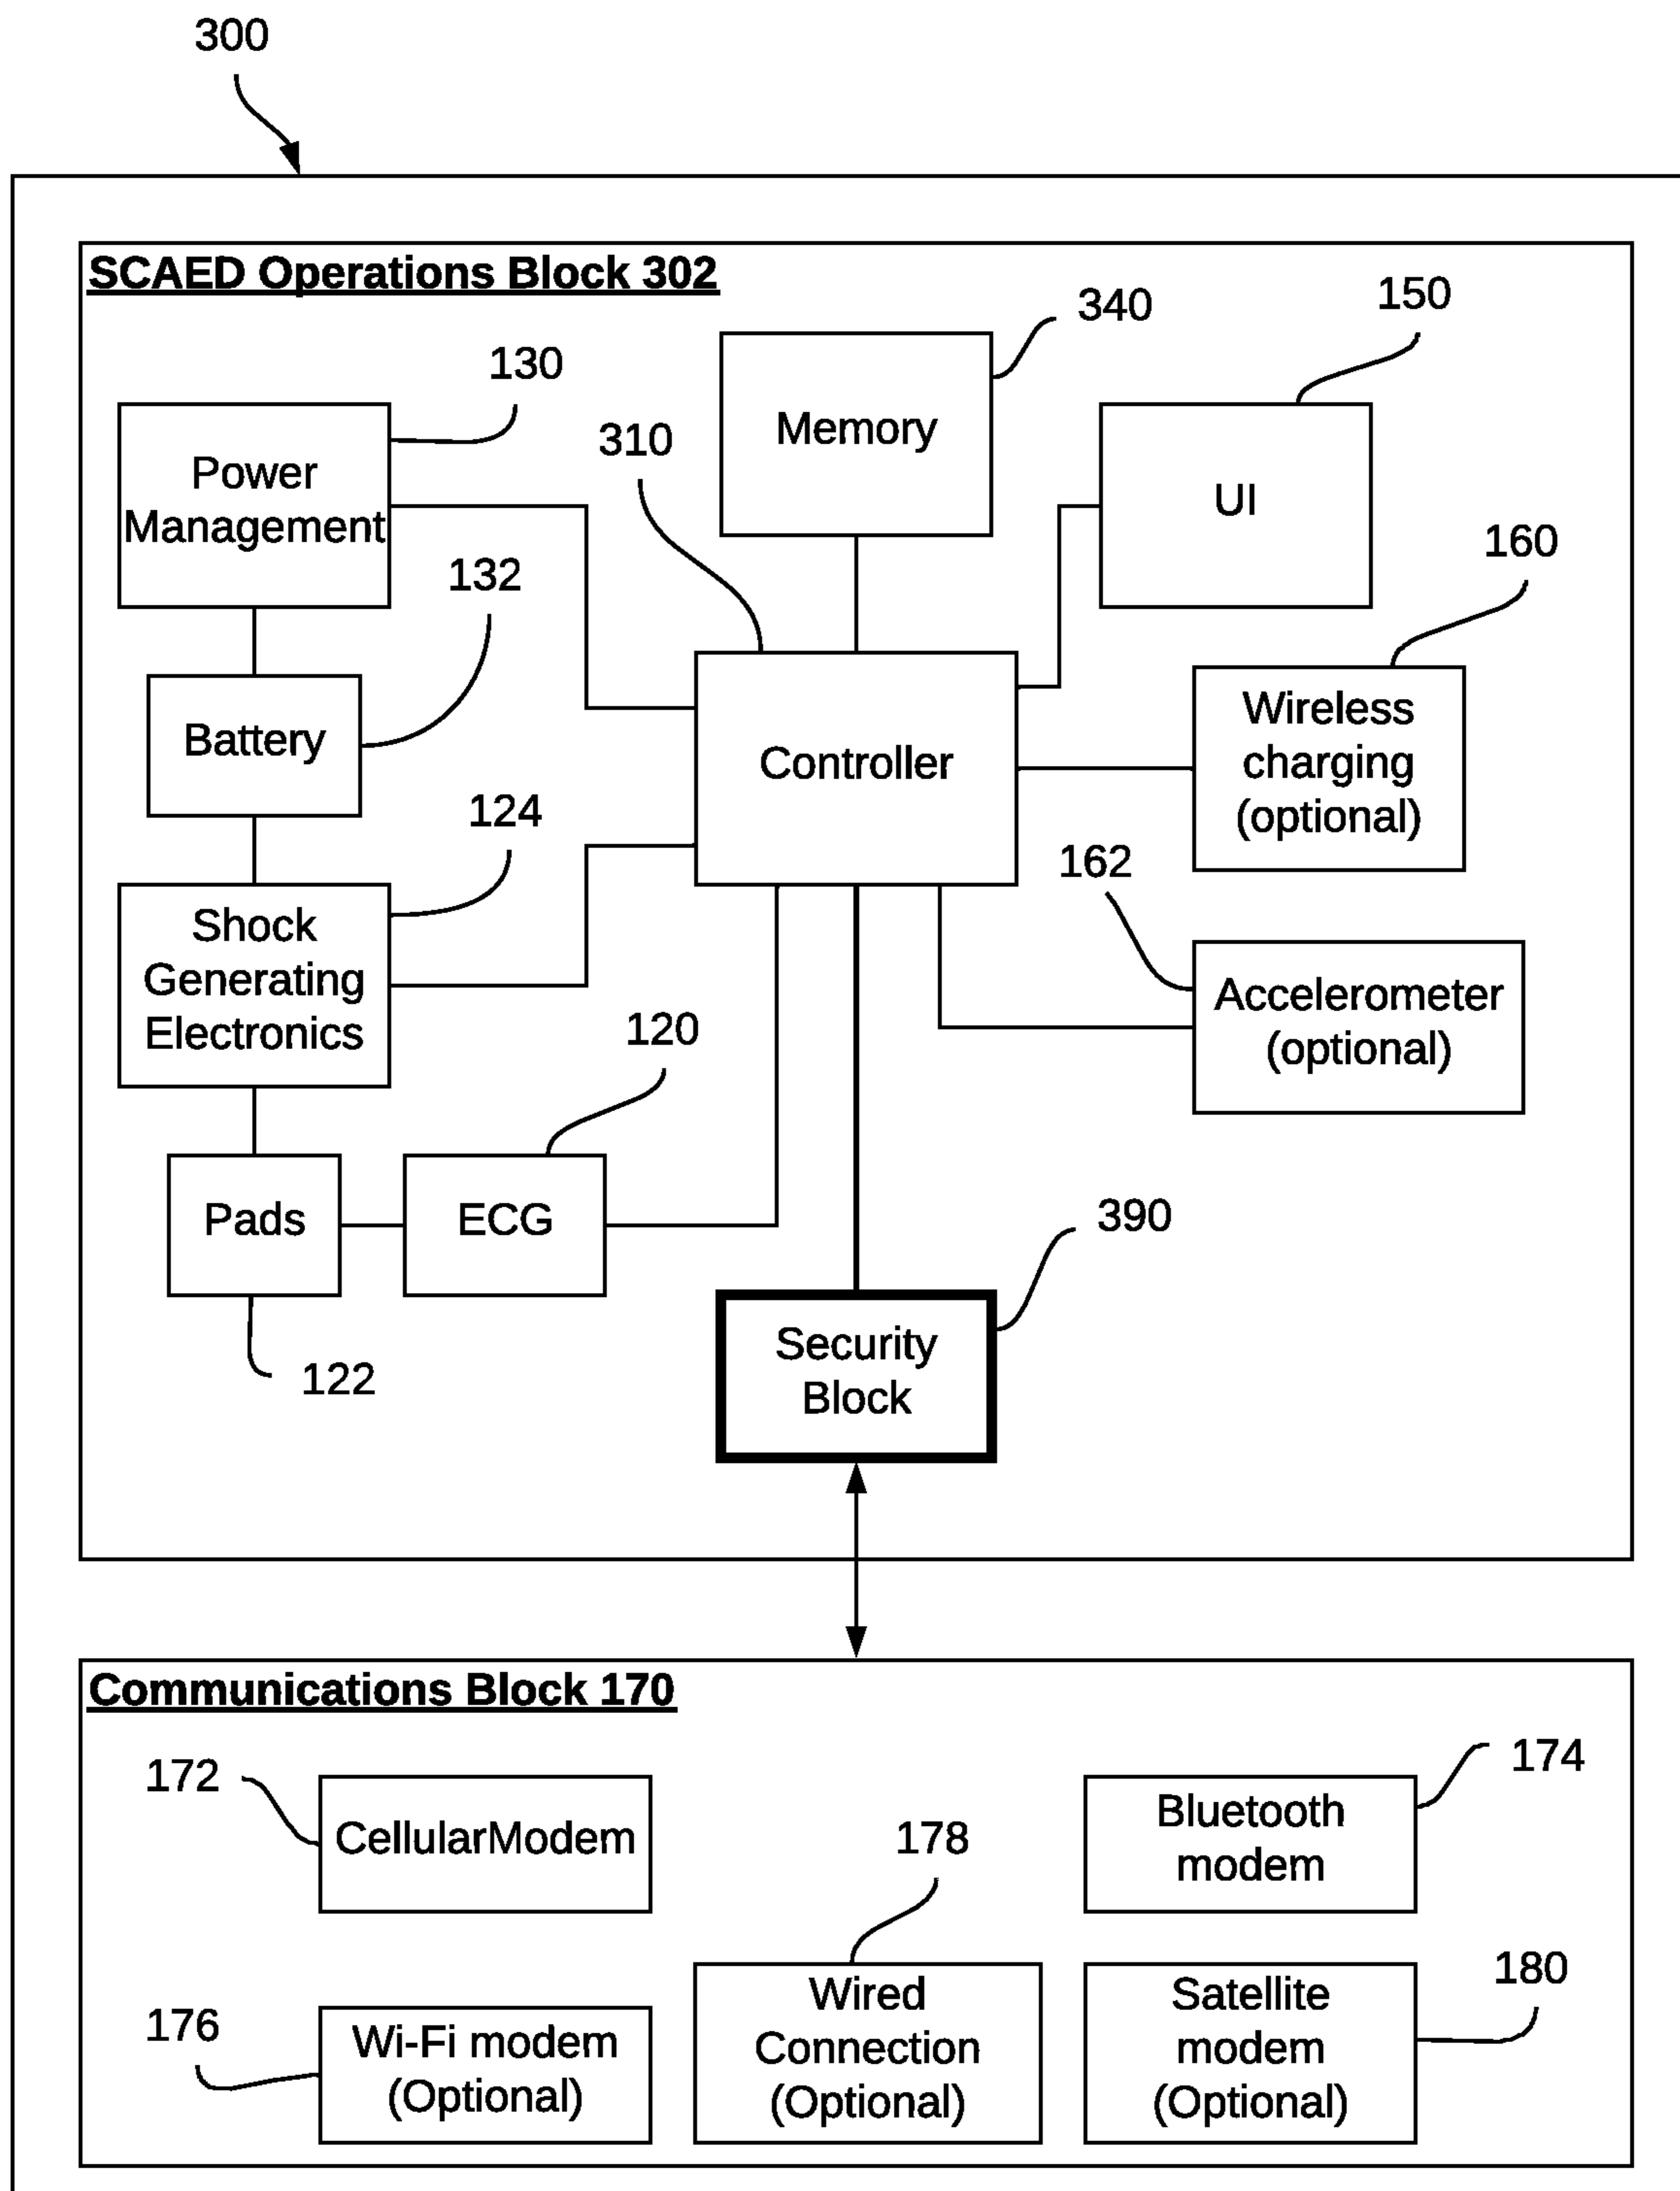 300
SCAED Operations Block 302
340
150
130
Memory
310
Power
Management
UI
160
132
Battery
Controller
Wireless
charging
(optional)
124
162
Shock
Generating
Electronics
Accelerometer
(optional)
120
Pads
ECG
390
122
Security
Block
Communications Block 170
172
CellularModem
178
Bluetooth
modem
174
176
Wi-Fi modem
(Optional)
Wired
Connection
(Optional)
Satellite
modem
(Optional)
180